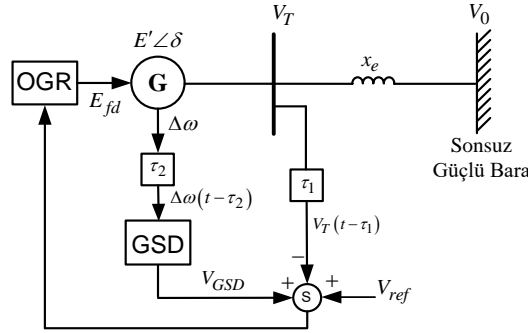 V_T
V_0
E'∠δ
OGR
G
x_e
E_fd
Δω
Sonsuz
Güçlü Bara
τ_2
τ_1
Δω(t−τ_2)
V_T(t−τ_1)
GSD
−
V_GSD
+
+
S
V_ref